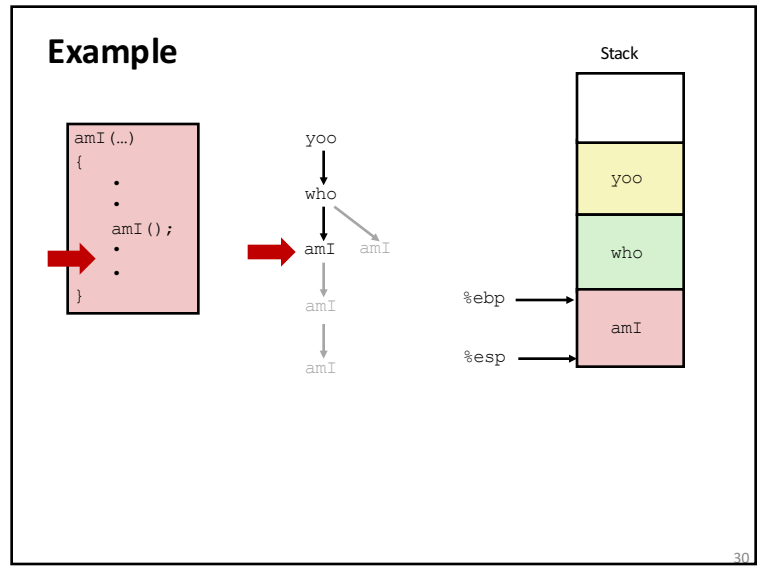 Example
Stack
amI(…)
{
•
•
amI();
•
•
}
yoo
who
amI amI
amI
amI
yoo
who
amI
%ebp
%esp
30